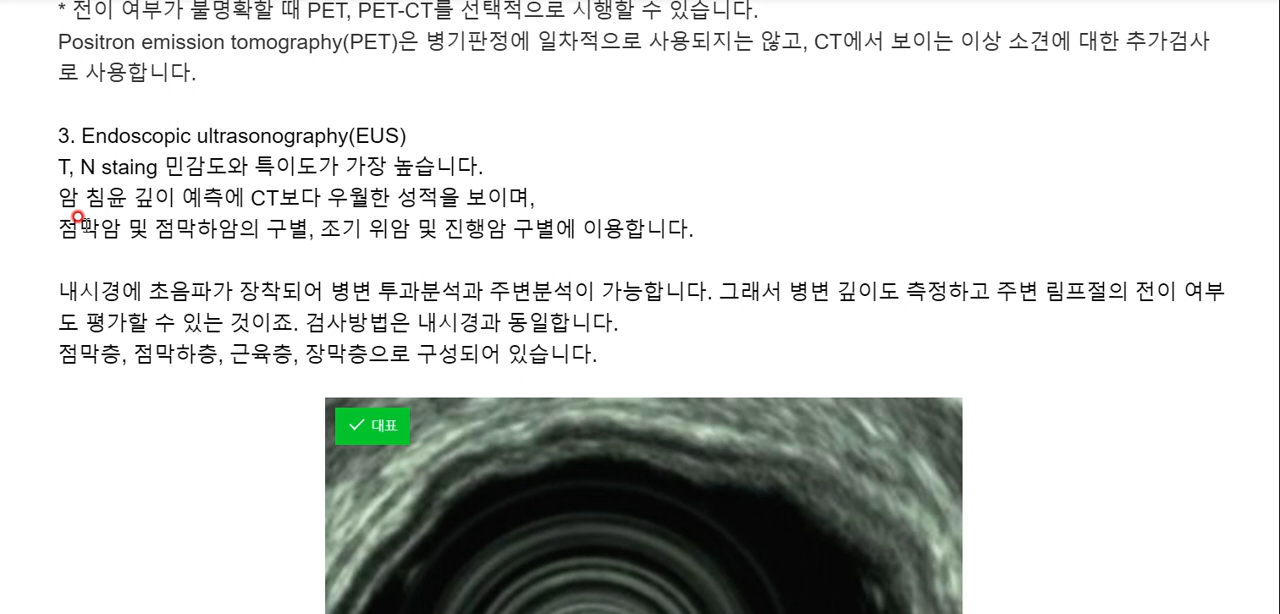 * 전이 여부가 불명확할 때 PET, PET-CT를 선택적으로 시행할 수 있습니다.
Positron emission tomography(PET)은 병기판정에 일차적으로 사용되지는 않고, CT에서 보이는 이상 소견에 대한 추가검사
로 사용합니다.
3. Endoscopic ultrasonography(EUS)
T, N staing 민감도와 특이도가 가장 높습니다.
암 침윤 깊이 예측에 CT보다 우월한 성적을 보이며,
점막암 및 점막하암의 구별, 조기 위암 및 진행암 구별에 이용합니다.
내시경에 초음파가 장착되어 병변 투과분석과 주변분석이 가능합니다. 그래서 병변 깊이도 측정하고 주변 림프절의 전이 여부
도 평가할 수 있는 것이죠. 검사방법은 내시경과 동일합니다.
점막층, 점막하층, 근육층, 장막층으로 구성되어 있습니다.
대표